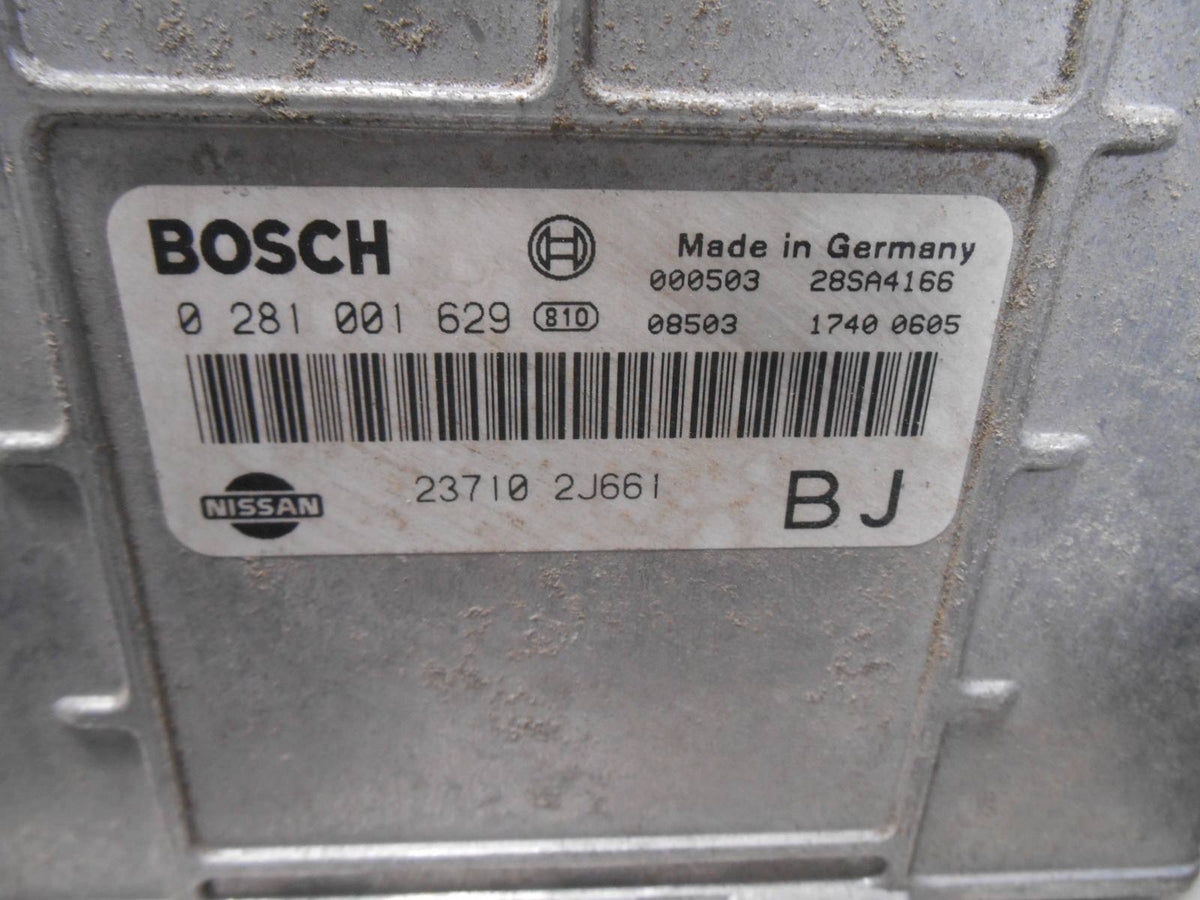 BOSCH
Made in Germany
000503 28SA4166
0 281 001 629 810
08503 1740 0605
NISSAN
23710 2J661
BJ